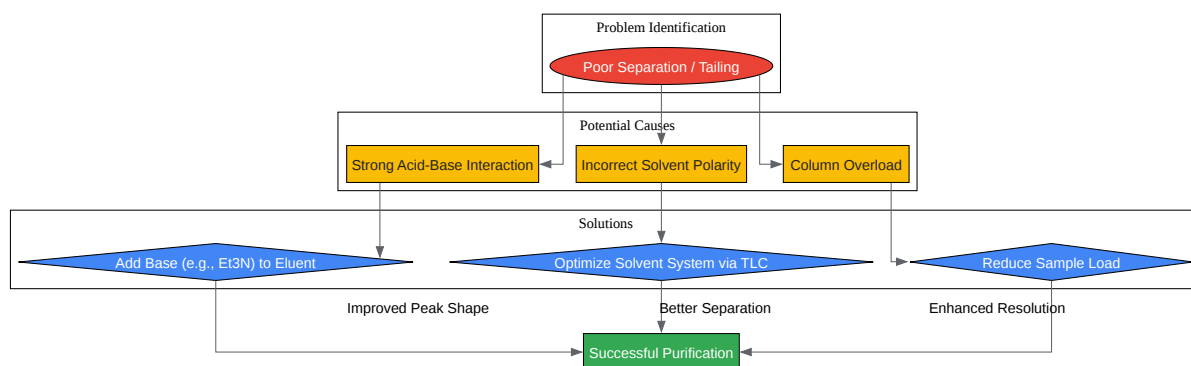 Problem Identification
Poor Separation / Tailing
Potential Causes
Strong Acid-Base Interaction
Incorrect Solvent Polarity
Column Overload
Solutions
Add Base (e.g., Et3N) to Eluent
Optimize Solvent System via TLC
Reduce Sample Load
Improved Peak Shape
Better Separation
Enhanced Resolution
Successful Purification